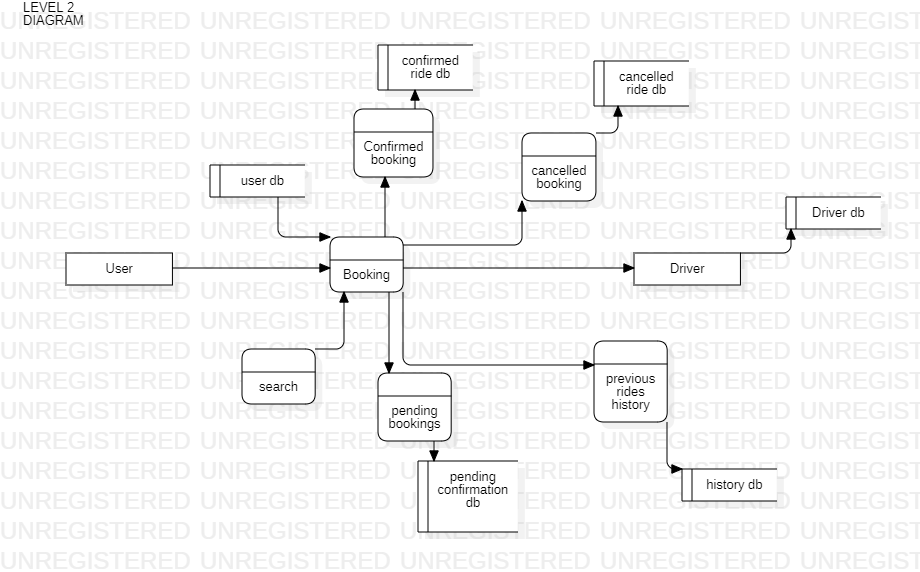 LEVEL 2
DIAGRAM
confirmed
ride db
cancelled
ride db
Confirmed
booking
cancelled
booking
user db
Driver db
User
Booking
Driver
search
previous
rides
history
pending
bookings
pending
confirmation
db
history db
UNREGISTERED UNREGISTERED UNREGISTERED UNREGISTERED UNREGIST